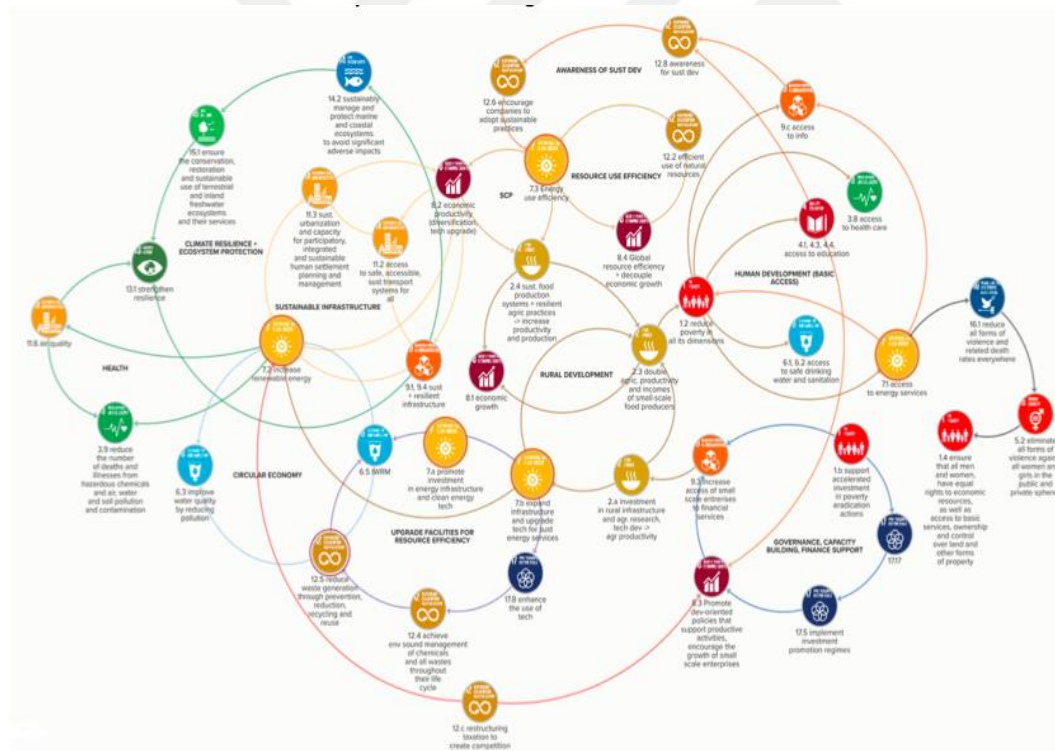 12.8 awareness
for sust dev
AWARENESS OF SUST DEV
12.6 encourage
companies to
adopt sustainable
practices
14.2 sustainably
manage and
protect marine
and coastal
ecosystems
to avoid significant
adverse impacts
9.c access
to info
15.1 ensure
the conservation,
restoration
and sustainable
use of terrestrial
and inland
freshwater
ecosystems
and their services
12.2 efficient
use of natural
resources
RESOURCE USE EFFICIENCY
7.3 Energy
use efficiency
SCP
8.2 economic
productivity
(diversification,
tech upgrade)
11.3 sust.
urbanization
and capacity
for participatory,
integrated
and sustainable
human settlement
planning and
management
3.8 access
to health care
4.1, 4.3, 4.4,
access to education
CLIMATE RESILIENCE +
ECOSYSTEM PROTECTION
11.2 access
to safe, accessible,
sust transport
systems for
all
8.4 Global
resource efficiency +
decouple
economic growth
HUMAN DEVELOPMENT (BASIC
ACCESS)
13.1 strengthen
resilience
2.4 sust. food
production
systems + resilient
agric practices
-> increase
productivity
and production
SUSTAINABLE INFRASTRUCTURE
1.2 reduce
poverty in
all its dimensions
16.1 reduce
all forms of
violence and
related death
rates everywhere
11.6 air quality
7.2 increase
renewable energy
6.1, 6.2 access
to safe drinking
water and sanitation
7.1 access
to energy services
HEALTH
9.1, 9.4 sust
+ resilient
infrastructure
8.1 economic
growth
RURAL DEVELOPMENT
2.3 double
agric, productivity
and incomes
of small-scale
food producers
3.9 reduce
the number
of deaths and
illnesses from
hazardous chemicals
and air, water
and soil pollution
and contamination
5.2 eliminate
all forms of
violence against
all women and
girls in the
public and
private sphere
6.3 improve
water quality
by reducing
pollution
CIRCULAR ECONOMY
6.5 IWRM
7.a promote
investment
in energy infrastructure
and clean energy
tech
7.b expand
infrastructure
and upgrade
tech for sust
energy services
2.a investment
in rural infrastructure
and agr. research,
tech dev ->
agr productivity
9.3 increase
access of small
scale entrerises
to financial
services
1.b support
accelerated
investment
in poverty
eradication
actions
1.4 ensure that
all men
and women,
have equal
rights to economic
resources,
as well as
access to basic
services, ownership
and control
over land and
other forms
of property
UPGRADE FACILITIES FOR
RESOURCE EFFICIENCY
GOVERNANCE, CAPACITY
BUILDING, FINANCE SUPPORT
17.17
12.5 reduce
waste generation
through prevention,
reduction,
recycling and
reuse
17.8 enhance
the use of
tech
8.3 Promote
dev-oriented
policies that
support productive
activities,
encourage the
growth of small
scale enterprises
17.5 implement
investment
promotion regimes
12.4 achieve
env sound management
of chemicals
and all wastes
throughout
their life
cycle
12.c restructuring
taxation to
create competition